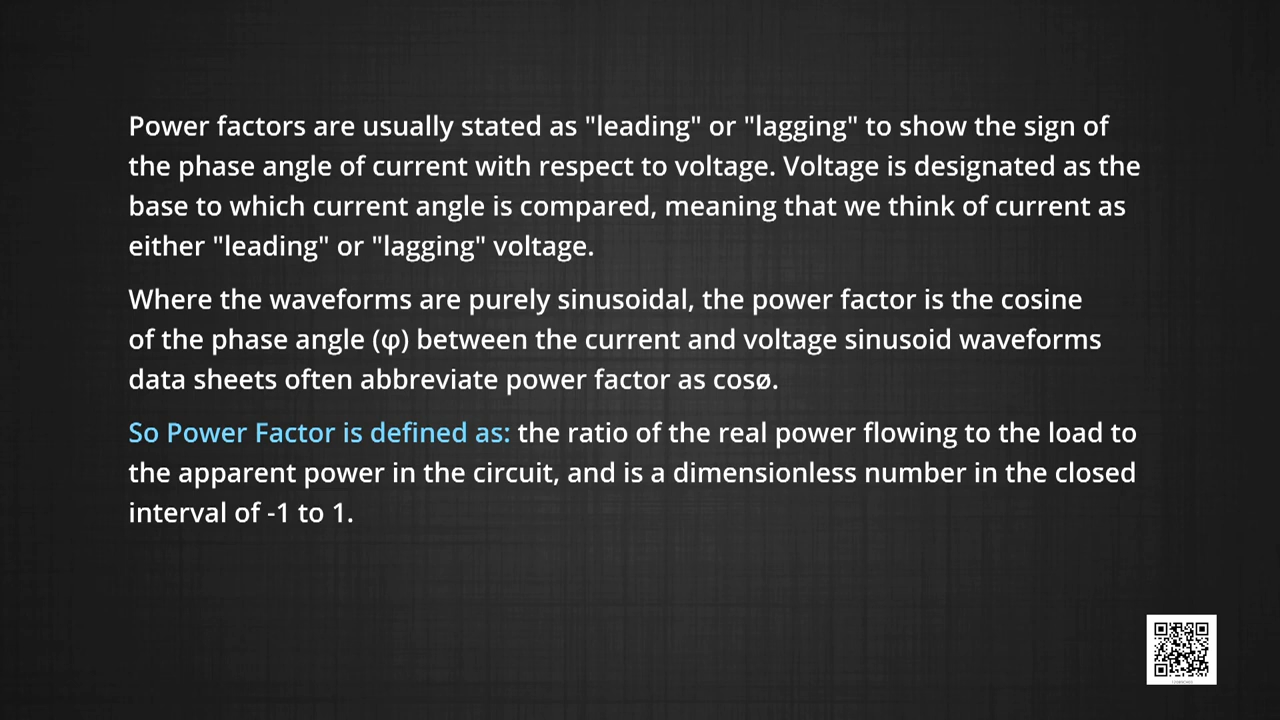 Power factors are usually stated as "leading" or "lagging" to show the sign of
the phase angle of current with respect to voltage. Voltage is designated as the
base to which current angle is compared, meaning that we think of current as
either "leading" or "lagging" voltage.
Where the waveforms are purely sinusoidal, the power factor is the cosine
of the phase angle (φ) between the current and voltage sinusoid waveforms
data sheets often abbreviate power factor as cosø.
So Power Factor is defined as: the ratio of the real power flowing to the load to
the apparent power in the circuit, and is a dimensionless number in the closed
interval of -1 to 1.